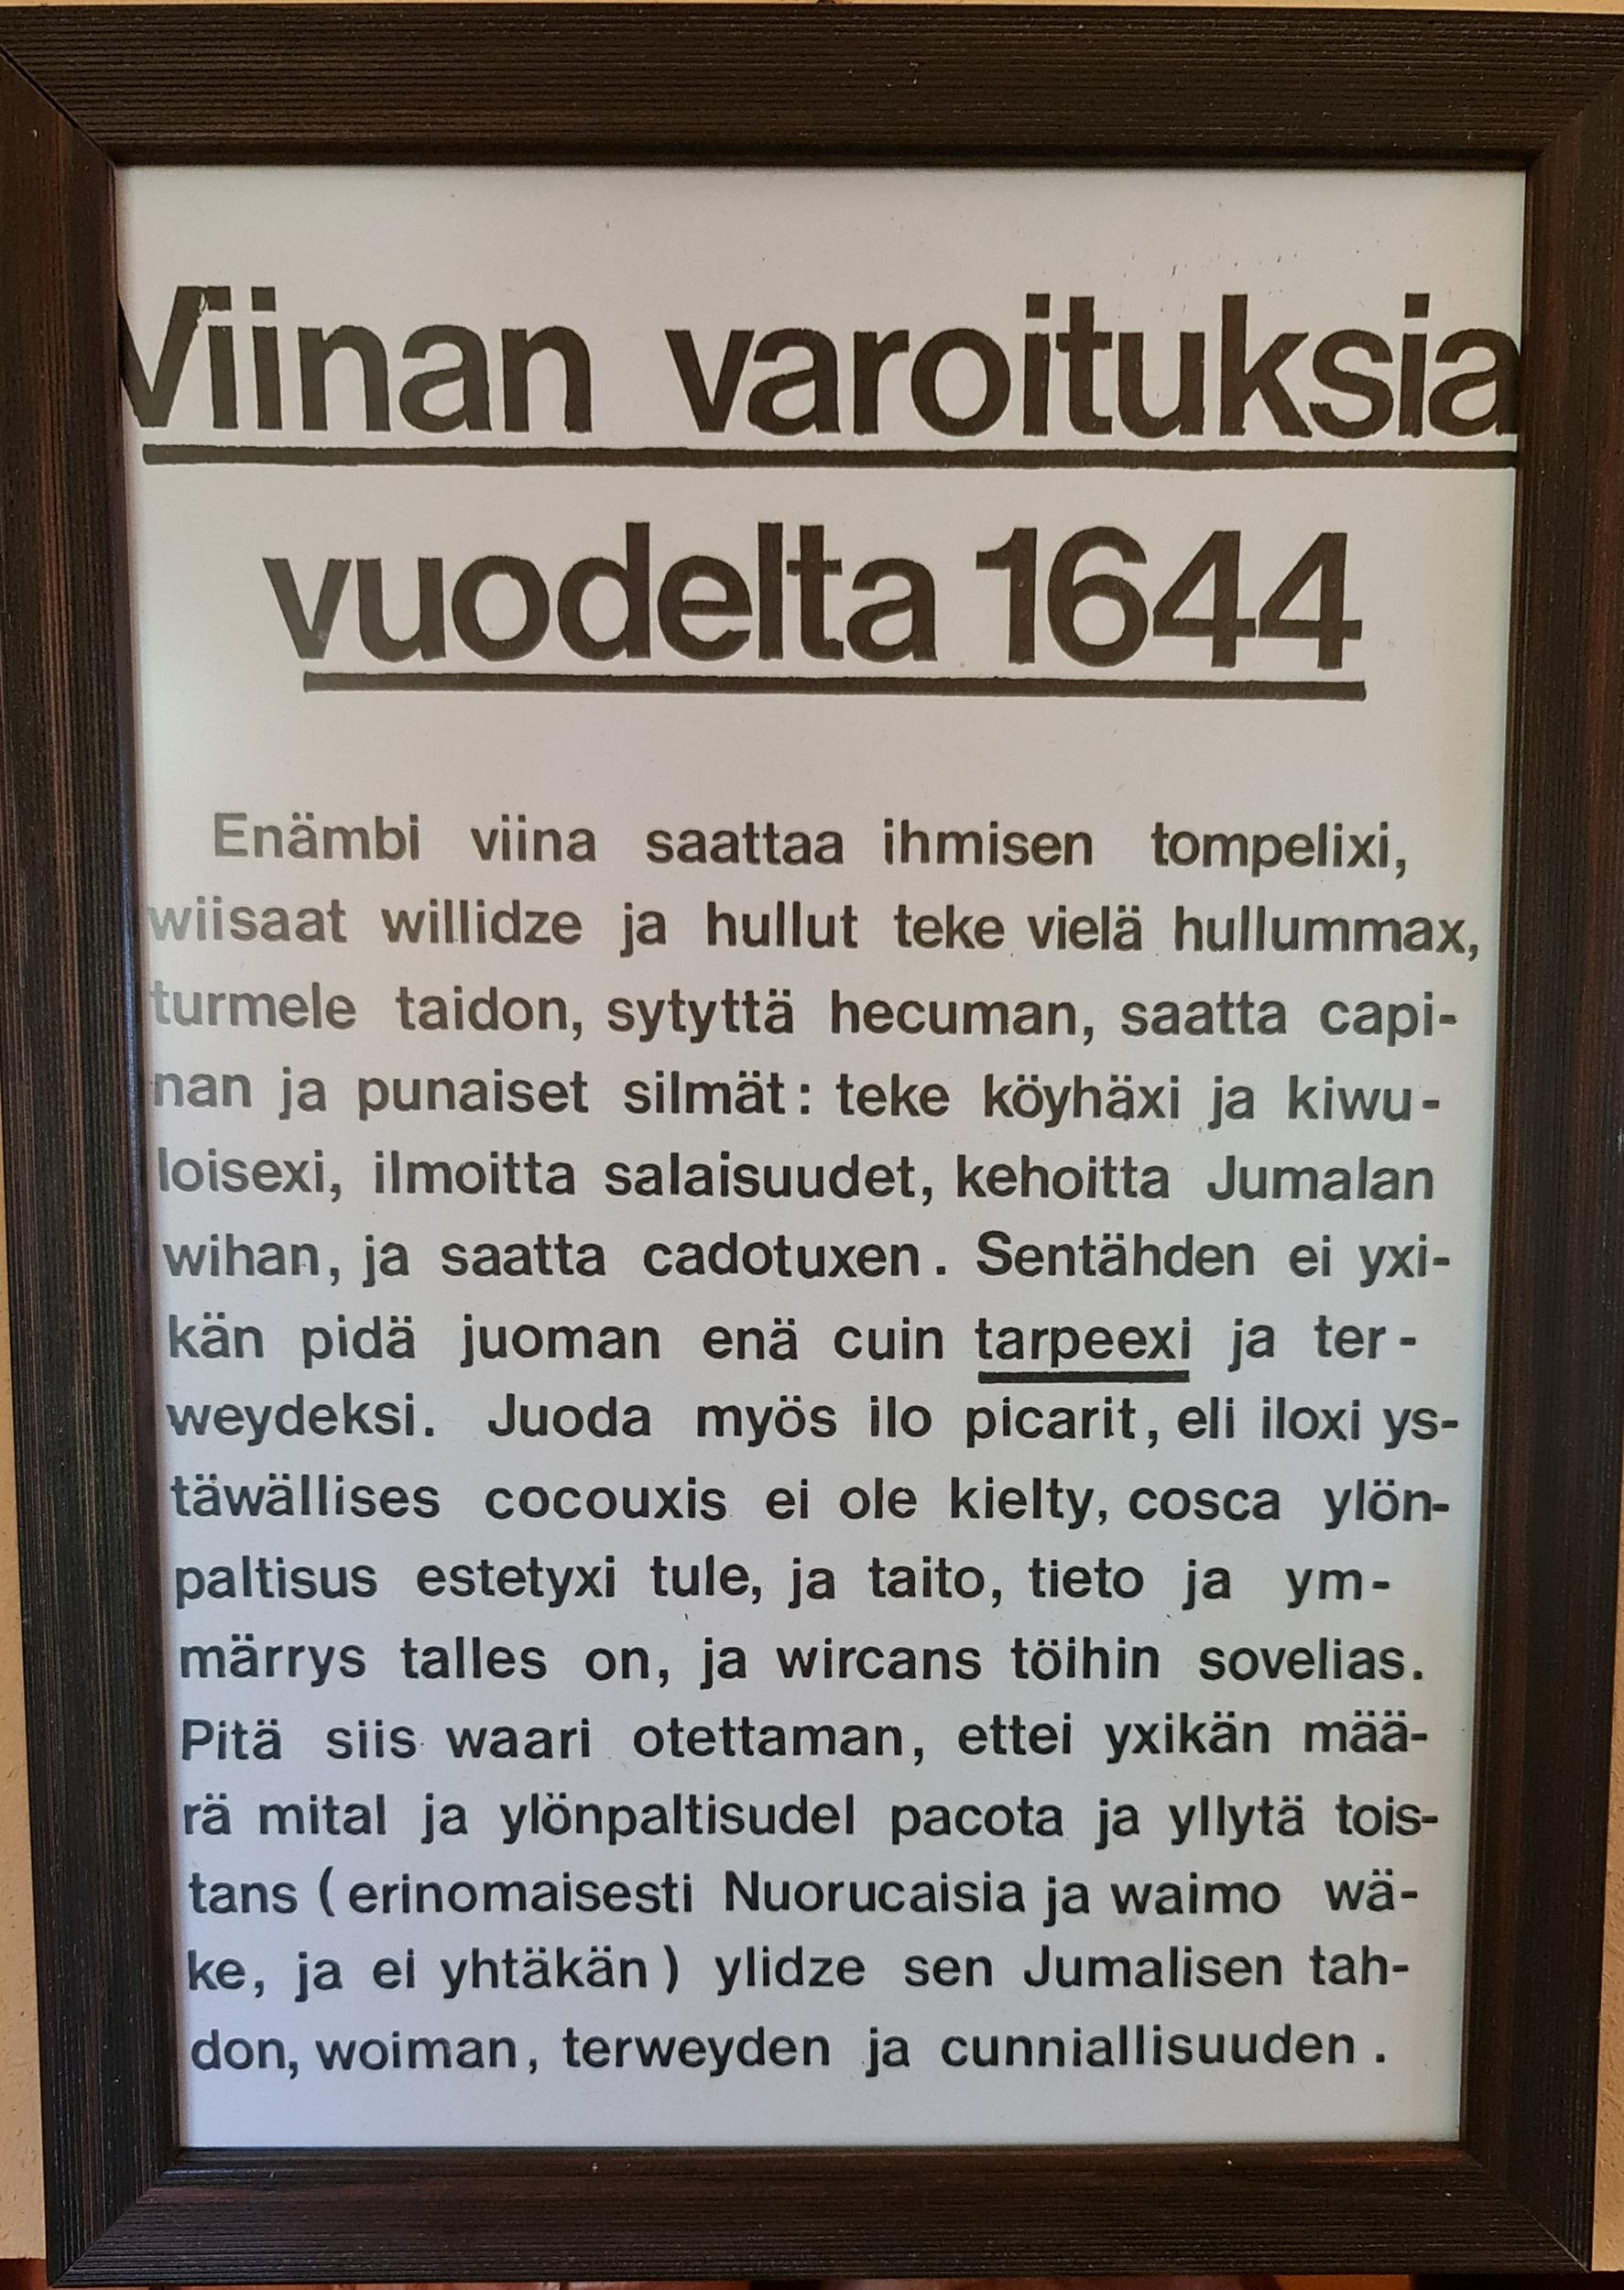 Viinan varoituksia
vuodelta 1644
Enämbi viina saattaa ihmisen tompelixi,
wiisaat willidze ja hullut teke vielä hullummax,
turmele taidon, sytyttä hecuman, saatta capi-
nan ja punaiset silmät: teke köyhäxi ja kiwu-
loisexi, ilmoitta salaisuudet, kehoitta Jumalan
wihan, ja saatta cadotuxen. Sentähden ei yxi-
kän pidä juoman enä cuin tarpeexi ja ter-
weydeksi. Juoda myös ilo picarit, eli iloxi ys-
täwällises cocouxis ei ole kielty, cosca ylön-
paltisus estetyxi tule, ja taito, tieto ja ym-
märrys talles on, ja wircans töihin sovelias.
Pitä siis waari otettaman, ettei yxikän mää-
rä mital ja ylönpaltisudel pacota ja yllytä tois-
tans (erinomaisesti Nuorucaisia ja waimo wä-
ke, ja ei yhtäkän) ylidze sen Jumalisen tah-
don, woiman, terweyden ja cunniallisuuden.